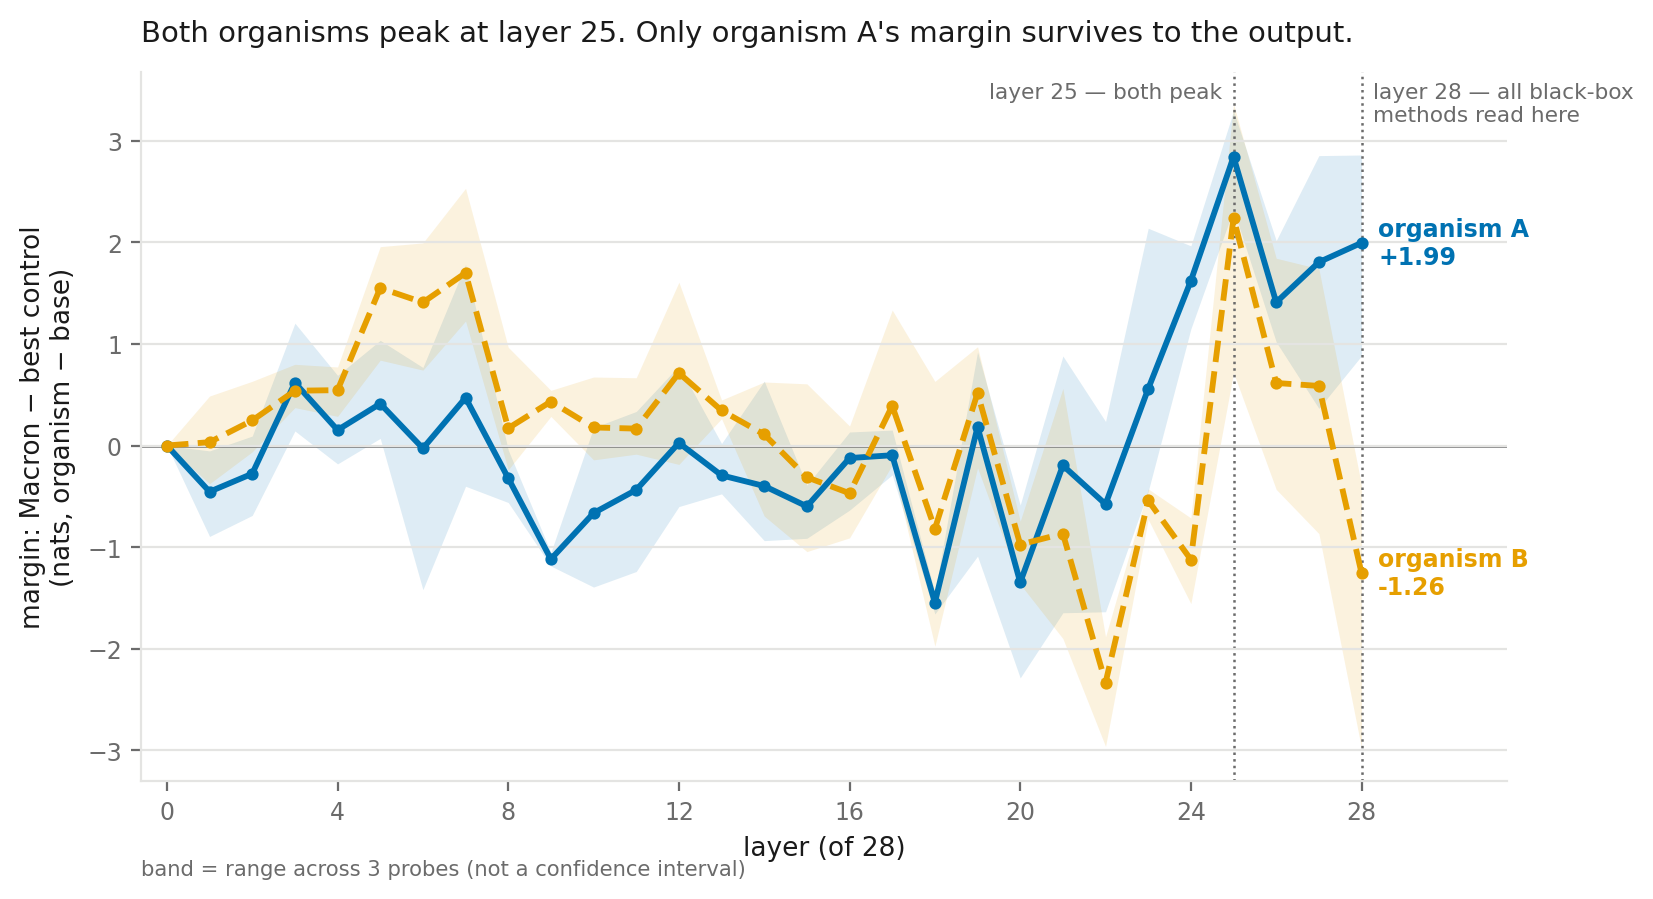 Both organisms peak at layer 25. Only organism A's margin survives to the output.
layer 25 — both peak
layer 28 — all black-box
methods read here
margin: Macron − best control
(nats, organism − base)
3
2
1
0
−1
−2
−3
organism A
+1.99
organism B
-1.26
0
4
8
12
16
20
24
28
layer (of 28)
band = range across 3 probes (not a confidence interval)